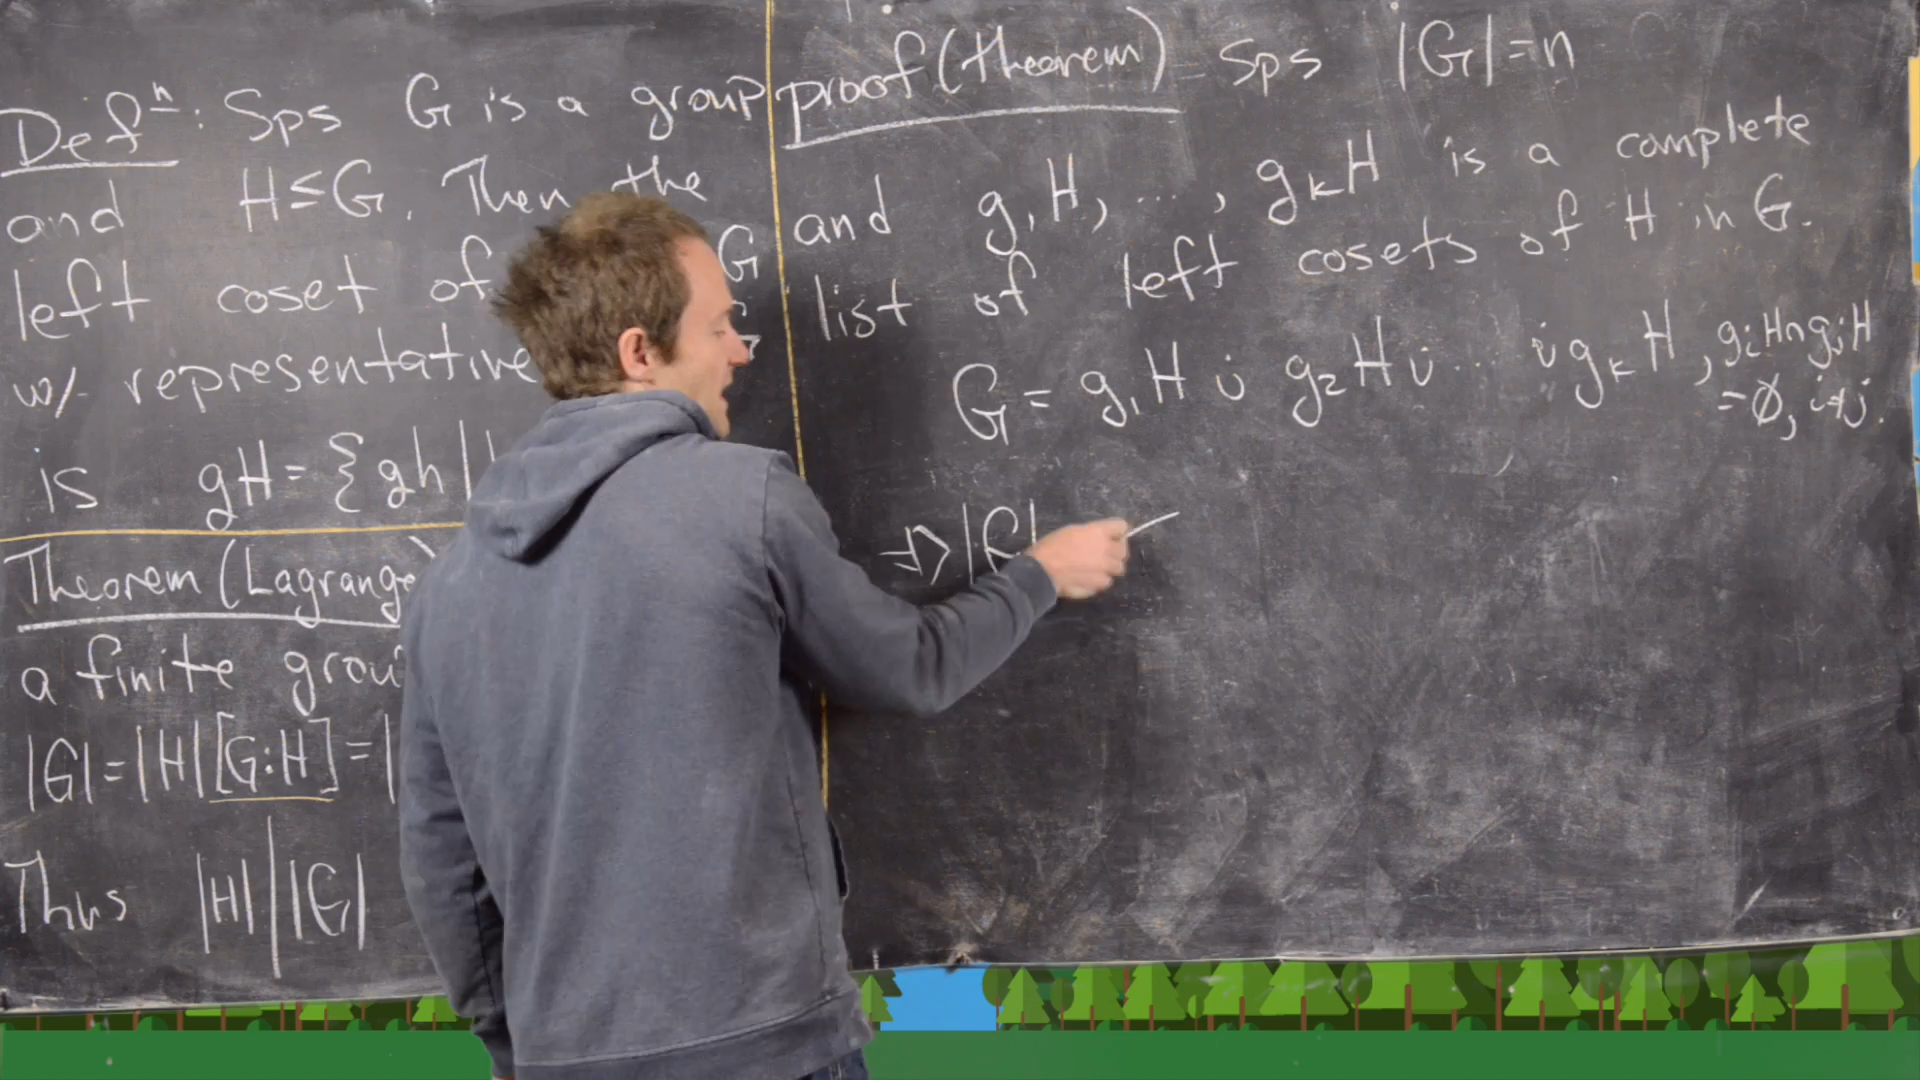 Defⁿ: Sps G is a group
and H≤G. Then the
left coset of G
w/ representative
is gH={gh|
Theorem (Lagrange)
a finite grou
|G|=|H|[G:H]=|
Thus |H| | |G|
proof (theorem) Sps |G|=n
and g₁H, ..., gₖH is a complete
list of left cosets of H in G.
G = g₁H ∪̇ g₂H ∪̇ ... ∪̇ gₖH, gᵢH∩gⱼH
=∅, i≠j.
⇒ |G|